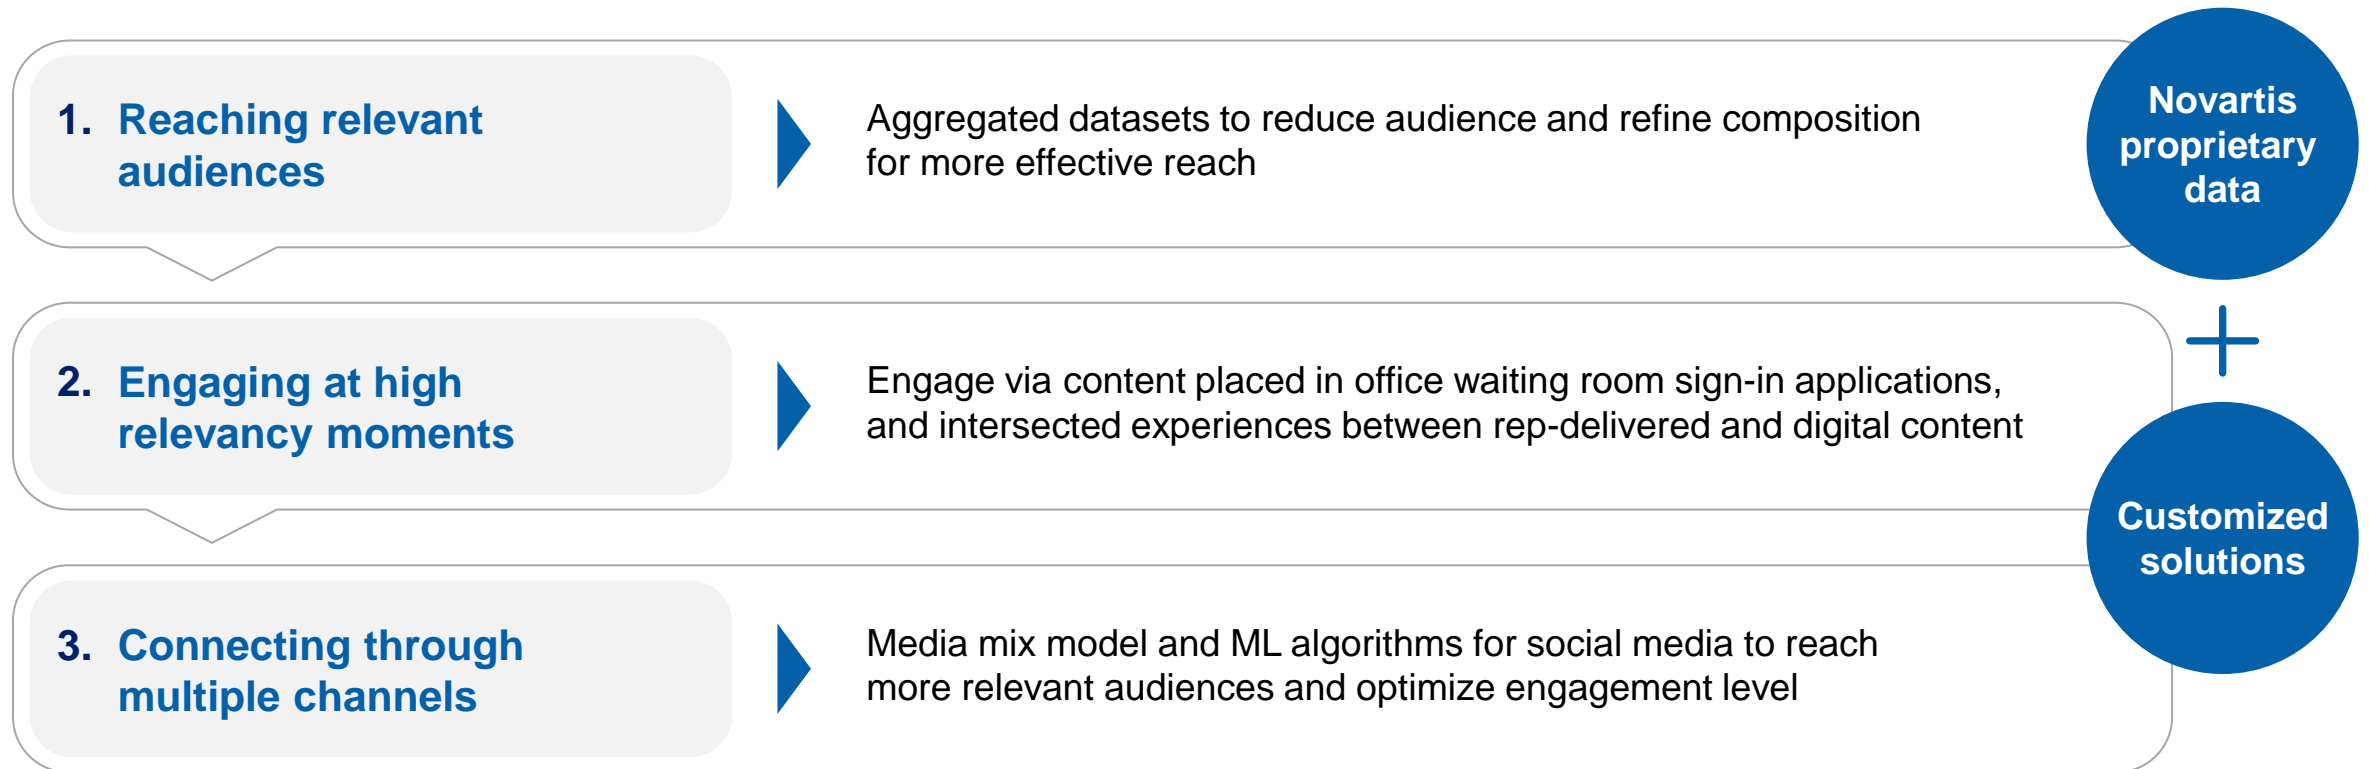 1. Reaching relevant
audiences
Aggregated datasets to reduce audience and refine composition
for more effective reach
Novartis
proprietary
data
2. Engaging at high
relevancy moments
Engage via content placed in office waiting room sign-in applications,
and intersected experiences between rep-delivered and digital content
+
Customized
solutions
3. Connecting through
multiple channels
Media mix model and ML algorithms for social media to reach
more relevant audiences and optimize engagement level